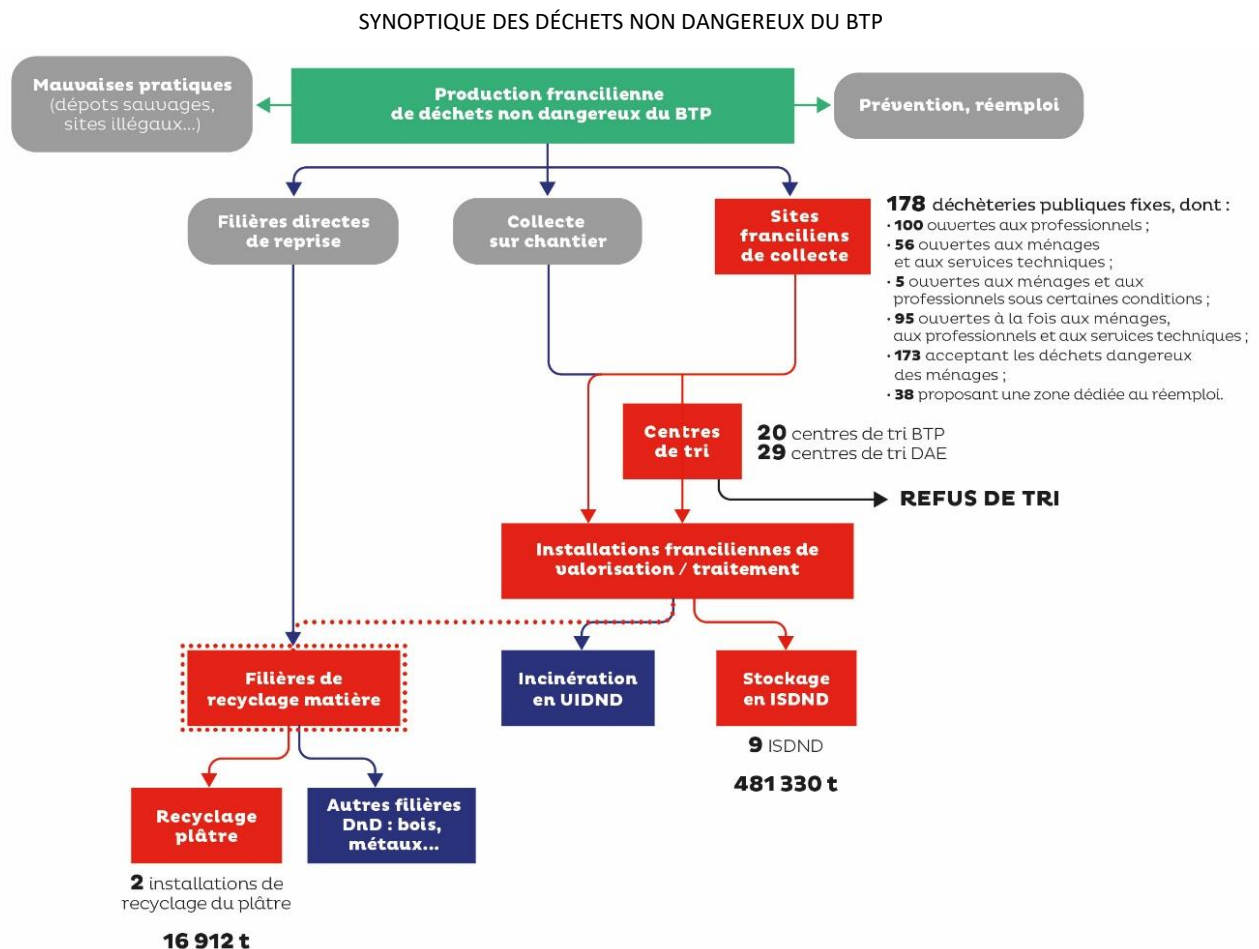 SYNOPTIQUE DES DÉCHETS NON DANGEREUX DU BTP
Mauvaises pratiques
(dépots sauvages,
sites illégaux...)
Production francilienne
de déchets non dangereux du BTP
Prévention, réemploi
Filières directes
de reprise
Collecte
sur chantier
Sites
franciliens
de collecte
178 déchèteries publiques fixes, dont :
· 100 ouvertes aux professionnels ;
· 56 ouvertes aux ménages
et aux services techniques ;
· 5 ouvertes aux ménages et aux
professionnels sous certaines conditions ;
· 95 ouvertes à la fois aux ménages,
aux professionnels et aux services techniques ;
· 173 acceptant les déchets dangereux
des ménages ;
· 38 proposant une zone dédiée au réemploi.
Centres
de tri
20 centres de tri BTP
29 centres de tri DAE
REFUS DE TRI
Installations franciliennes de
valorisation / traitement
Filières de
recyclage matière
Incinération
en UIDND
Stockage
en ISDND
9 ISDND
481 330 t
Recyclage
plâtre
Autres filières
DnD : bois,
métaux...
2 installations de
recyclage du plâtre
16 912 t